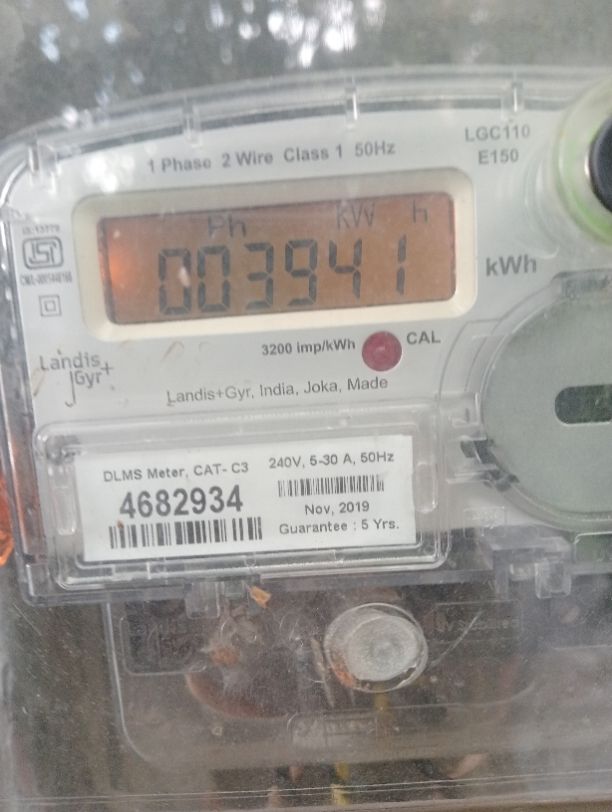 LGC110
E150
1 Phase 2 Wire Class 1 50Hz
Ph kW h
003941
kWh
3200 imp/kWh
CAL
Landis+
Gyr
Landis+Gyr, India, Joka, Made
DLMS Meter, CAT- C3
4682934
240V, 5-30 A, 50Hz
Nov, 2019
Guarantee : 5 Yrs.